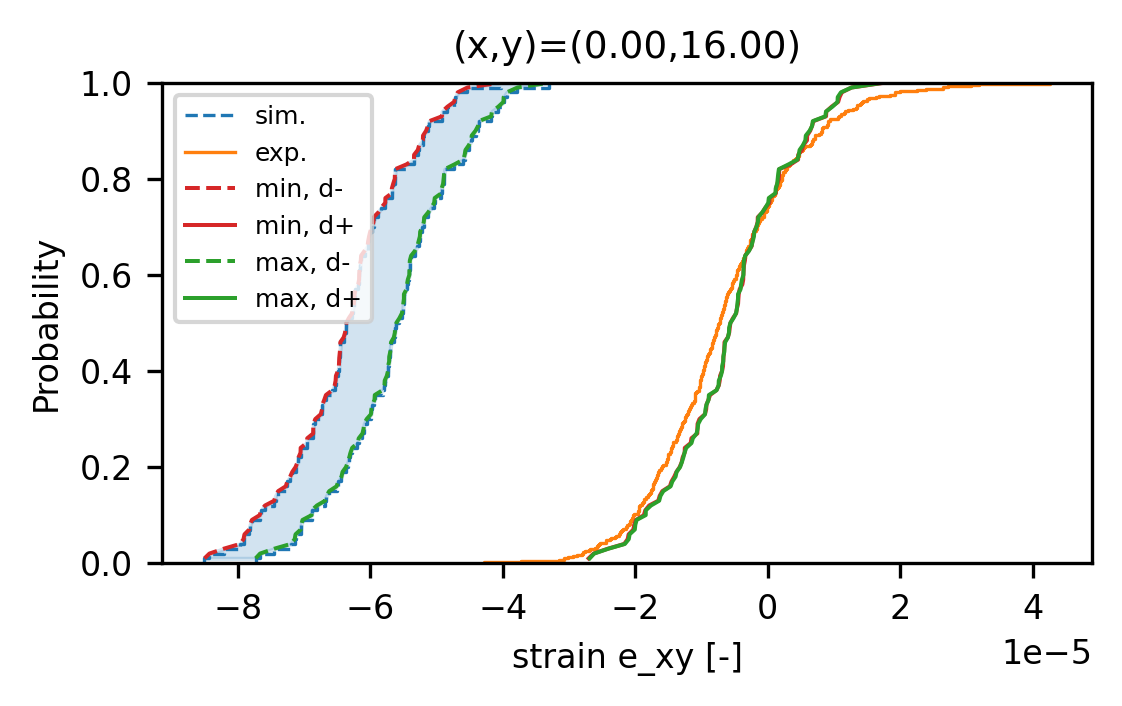 (x,y)=(0.00,16.00)
1.0
0.8
0.6
0.4
0.2
0.0
Probability
sim.
exp.
min, d-
min, d+
max, d-
max, d+
−8 −6 −4 −2 0 2 4
1e−5
strain e_xy [-]